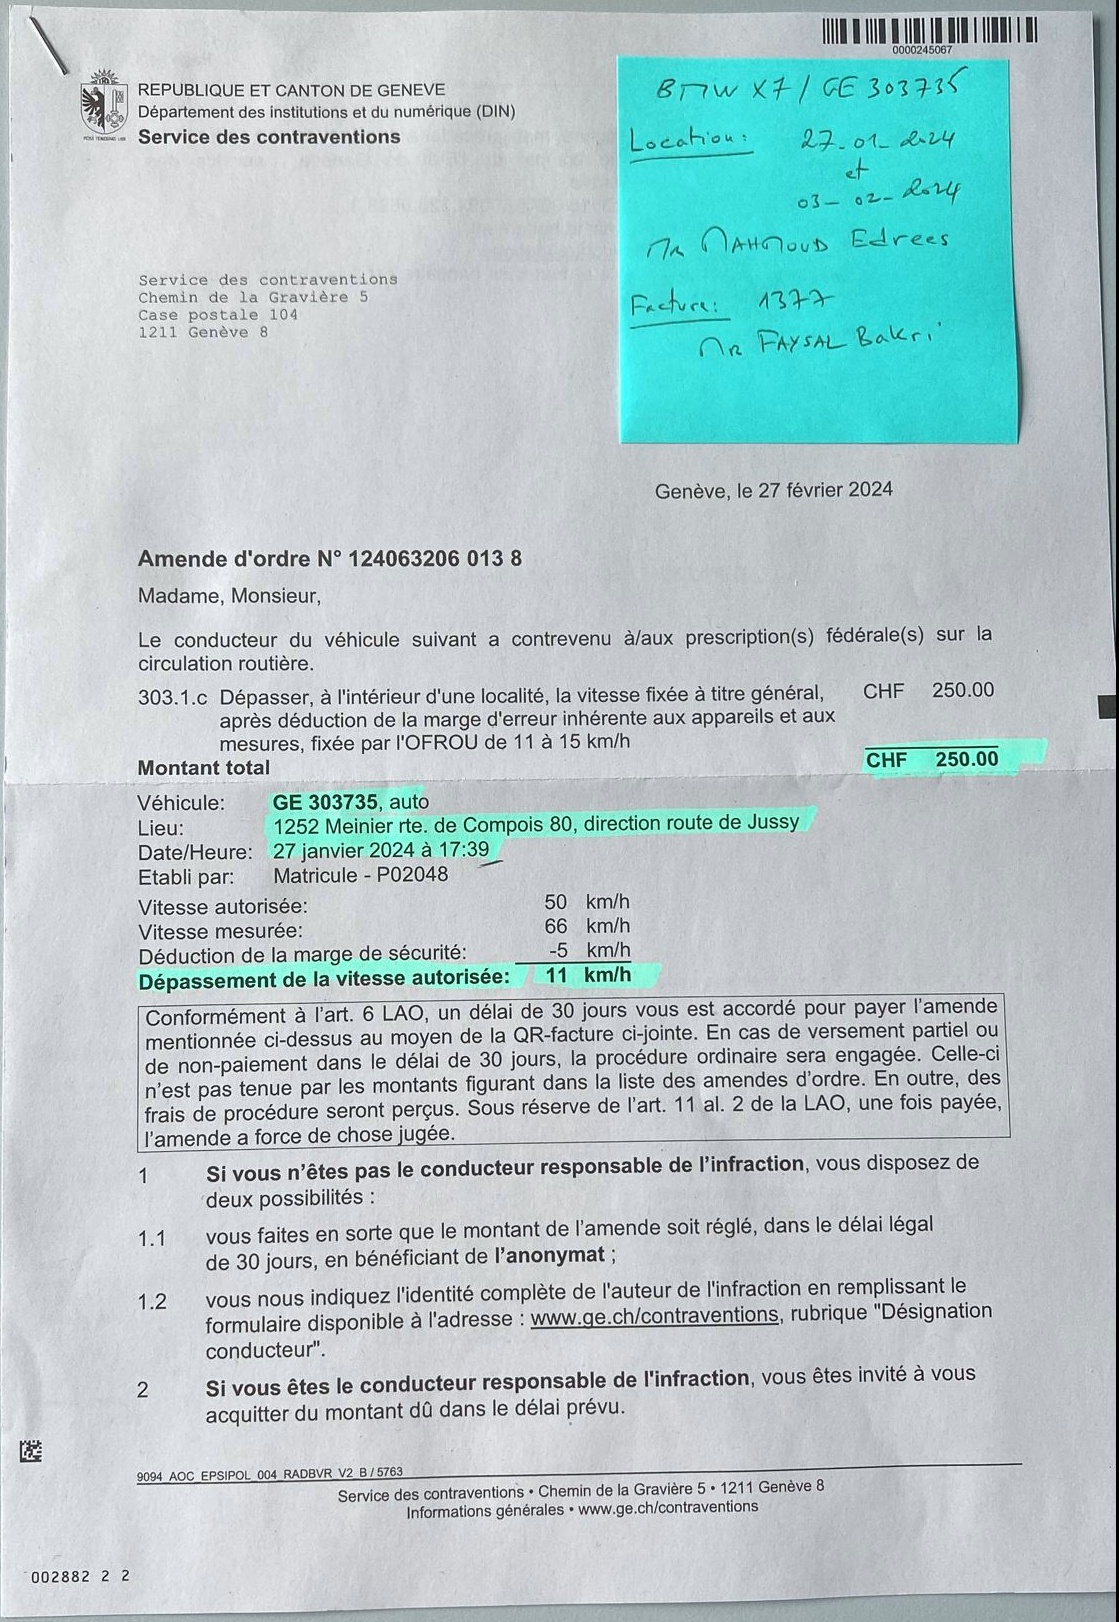 0000245067
REPUBLIQUE ET CANTON DE GENEVE
Département des institutions et du numérique (DIN)
Service des contraventions
BMW X7 / GE 303735
Location: 27-01-2024
et
03-02-2024
Mr MAHMOUD Edrees
Facture: 1377
Mr FAYSAL Bakri
Service des contraventions
Chemin de la Gravière 5
Case postale 104
1211 Genève 8
Genève, le 27 février 2024
Amende d'ordre N° 124063206 013 8
Madame, Monsieur,
Le conducteur du véhicule suivant a contrevenu à/aux prescription(s) fédérale(s) sur la
circulation routière.
303.1.c Dépasser, à l'intérieur d'une localité, la vitesse fixée à titre général, CHF 250.00
après déduction de la marge d'erreur inhérente aux appareils et aux
mesures, fixée par l'OFROU de 11 à 15 km/h
Montant total CHF 250.00
Véhicule: GE 303735, auto
Lieu: 1252 Meinier rte. de Compois 80, direction route de Jussy
Date/Heure: 27 janvier 2024 à 17:39
Etabli par: Matricule - P02048
Vitesse autorisée: 50 km/h
Vitesse mesurée: 66 km/h
Déduction de la marge de sécurité: -5 km/h
Dépassement de la vitesse autorisée: 11 km/h
Conformément à l'art. 6 LAO, un délai de 30 jours vous est accordé pour payer l'amende
mentionnée ci-dessus au moyen de la QR-facture ci-jointe. En cas de versement partiel ou
de non-paiement dans le délai de 30 jours, la procédure ordinaire sera engagée. Celle-ci
n'est pas tenue par les montants figurant dans la liste des amendes d'ordre. En outre, des
frais de procédure seront perçus. Sous réserve de l'art. 11 al. 2 de la LAO, une fois payée,
l'amende a force de chose jugée.
1 Si vous n'êtes pas le conducteur responsable de l'infraction, vous disposez de
deux possibilités :
1.1 vous faites en sorte que le montant de l'amende soit réglé, dans le délai légal
de 30 jours, en bénéficiant de l'anonymat ;
1.2 vous nous indiquez l'identité complète de l'auteur de l'infraction en remplissant le
formulaire disponible à l'adresse : www.ge.ch/contraventions, rubrique "Désignation
conducteur".
2 Si vous êtes le conducteur responsable de l'infraction, vous êtes invité à vous
acquitter du montant dû dans le délai prévu.
9094_AOC_EPSIPOL_004_RADBVR_V2_B / 5763
Service des contraventions • Chemin de la Gravière 5 • 1211 Genève 8
Informations générales • www.ge.ch/contraventions
002882 2 2